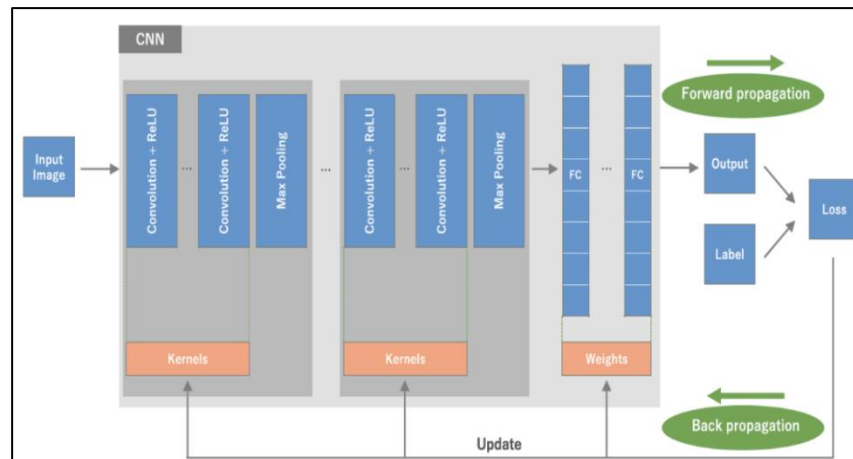 CNN
Forward propagation
Input
Image
Convolution + ReLU
...
Convolution + ReLU
Max Pooling
...
Convolution + ReLU
...
Convolution + ReLU
Max Pooling
FC
...
FC
Output
Label
Loss
Kernels
Kernels
Weights
Back propagation
Update